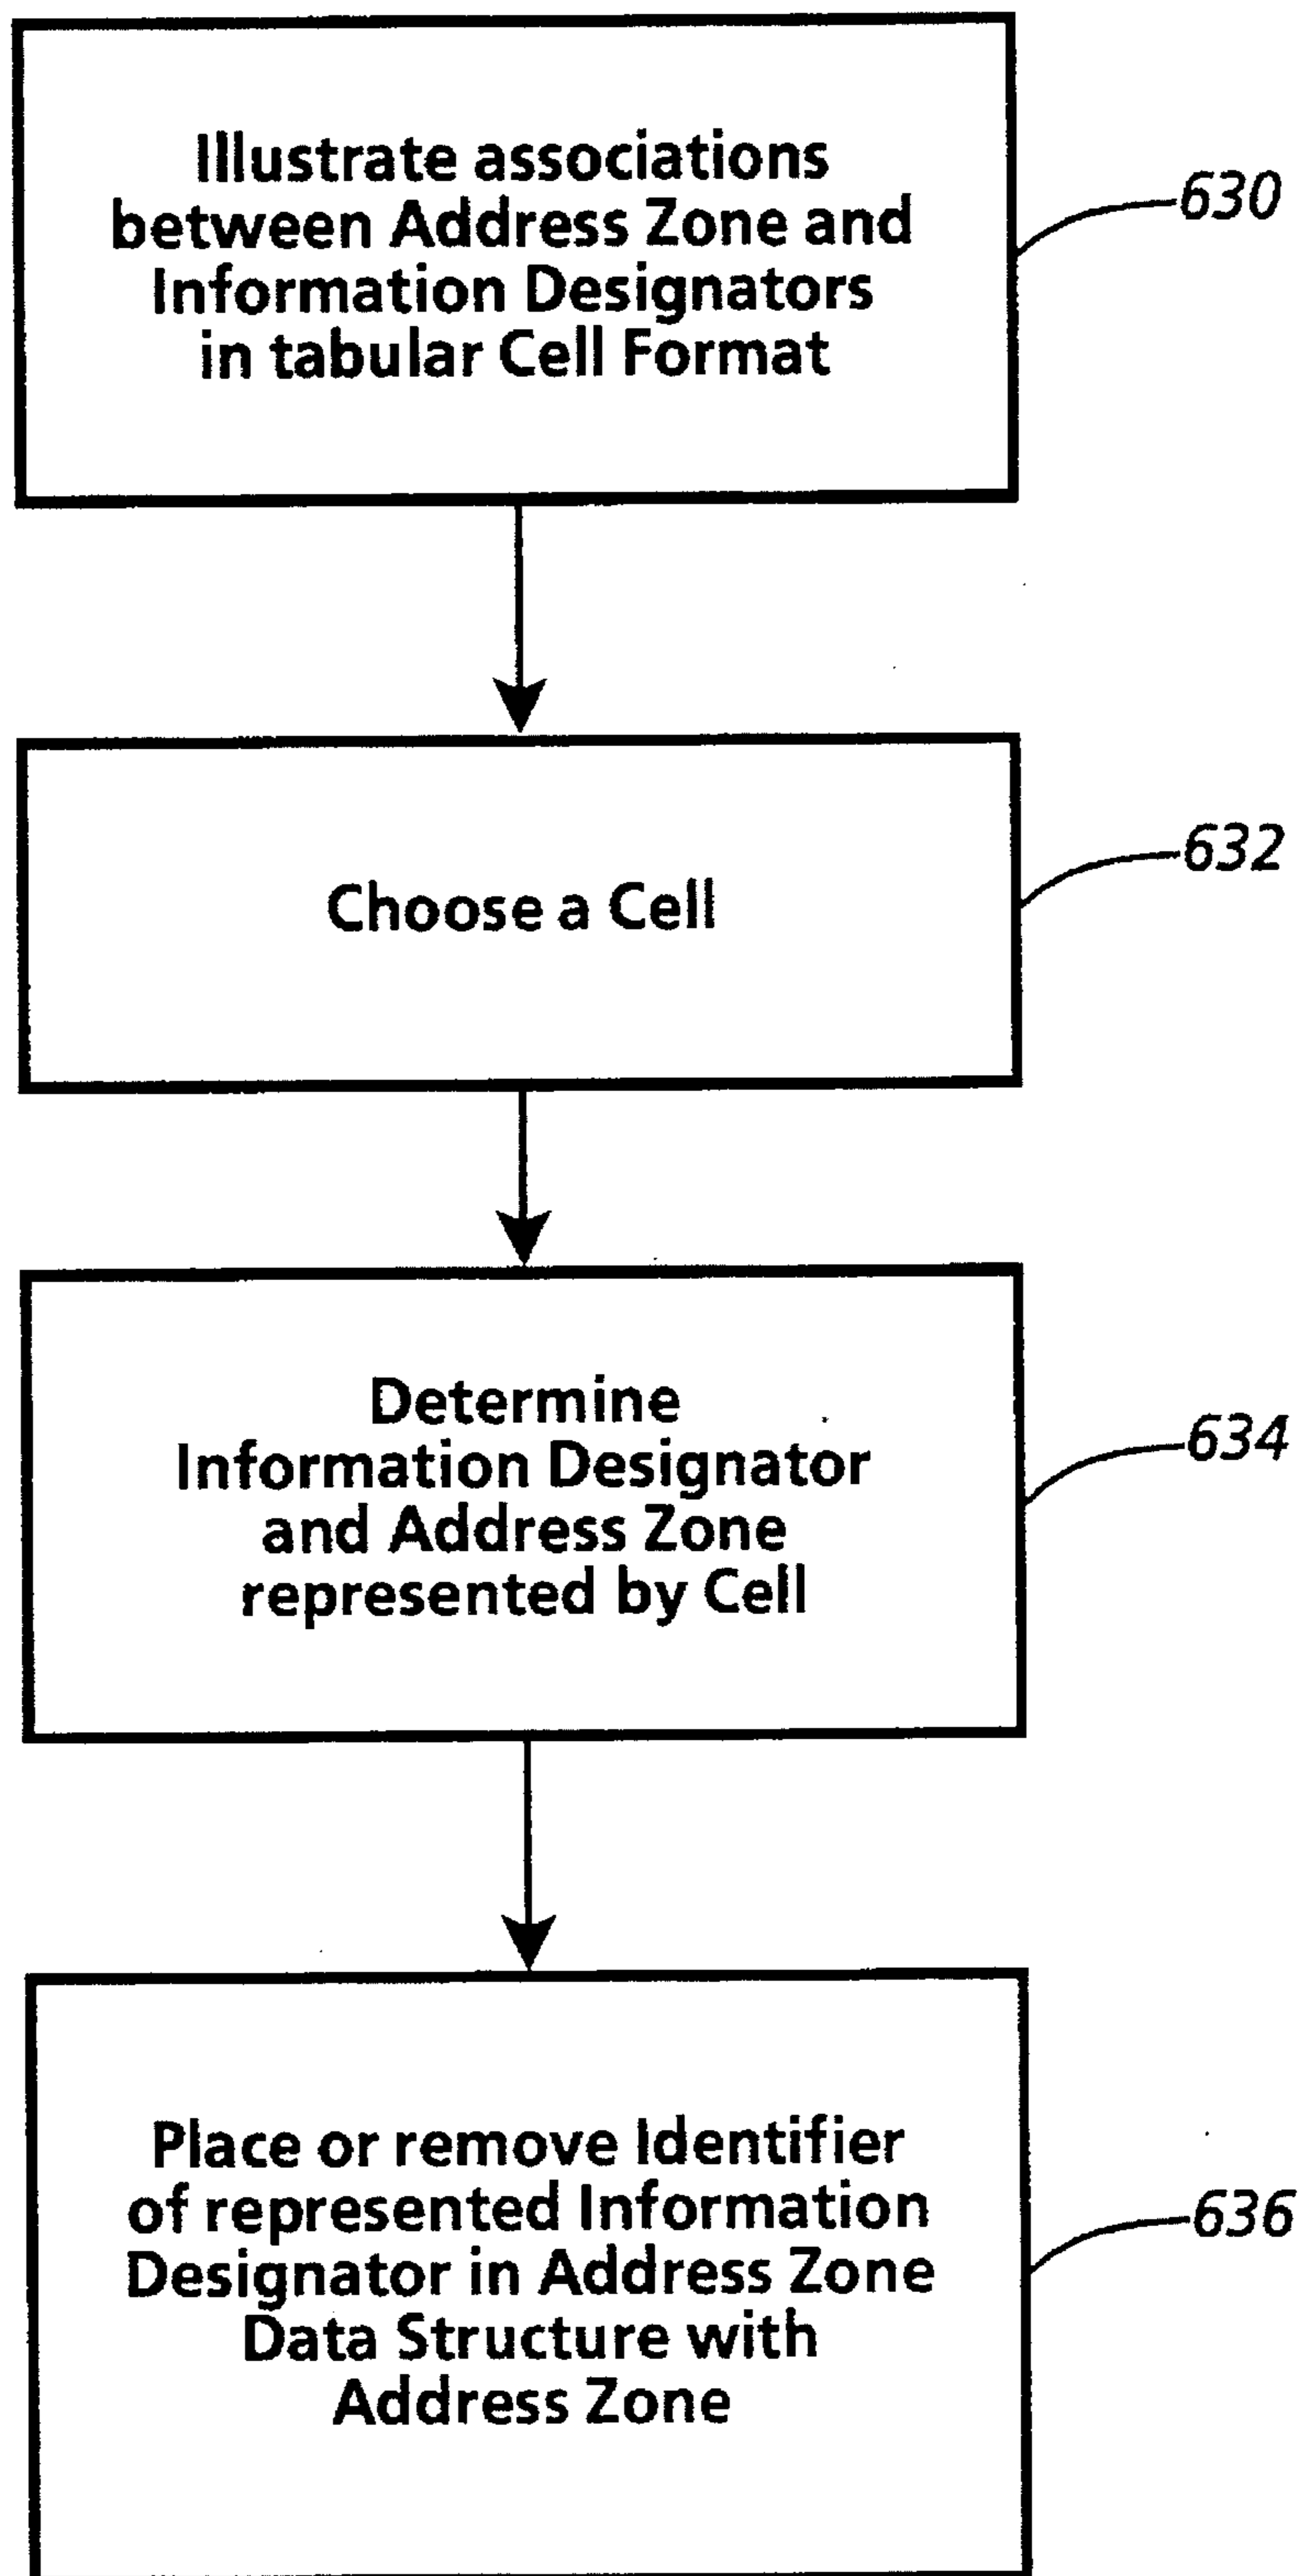 Illustrate associations
between Address Zone and
Information Designators
in tabular Cell Format
630
Choose a Cell
632
Determine
Information Designator
and Address Zone
represented by Cell
634
Place or remove Identifier
of represented Information
Designator in Address Zone
Data Structure with
Address Zone
636